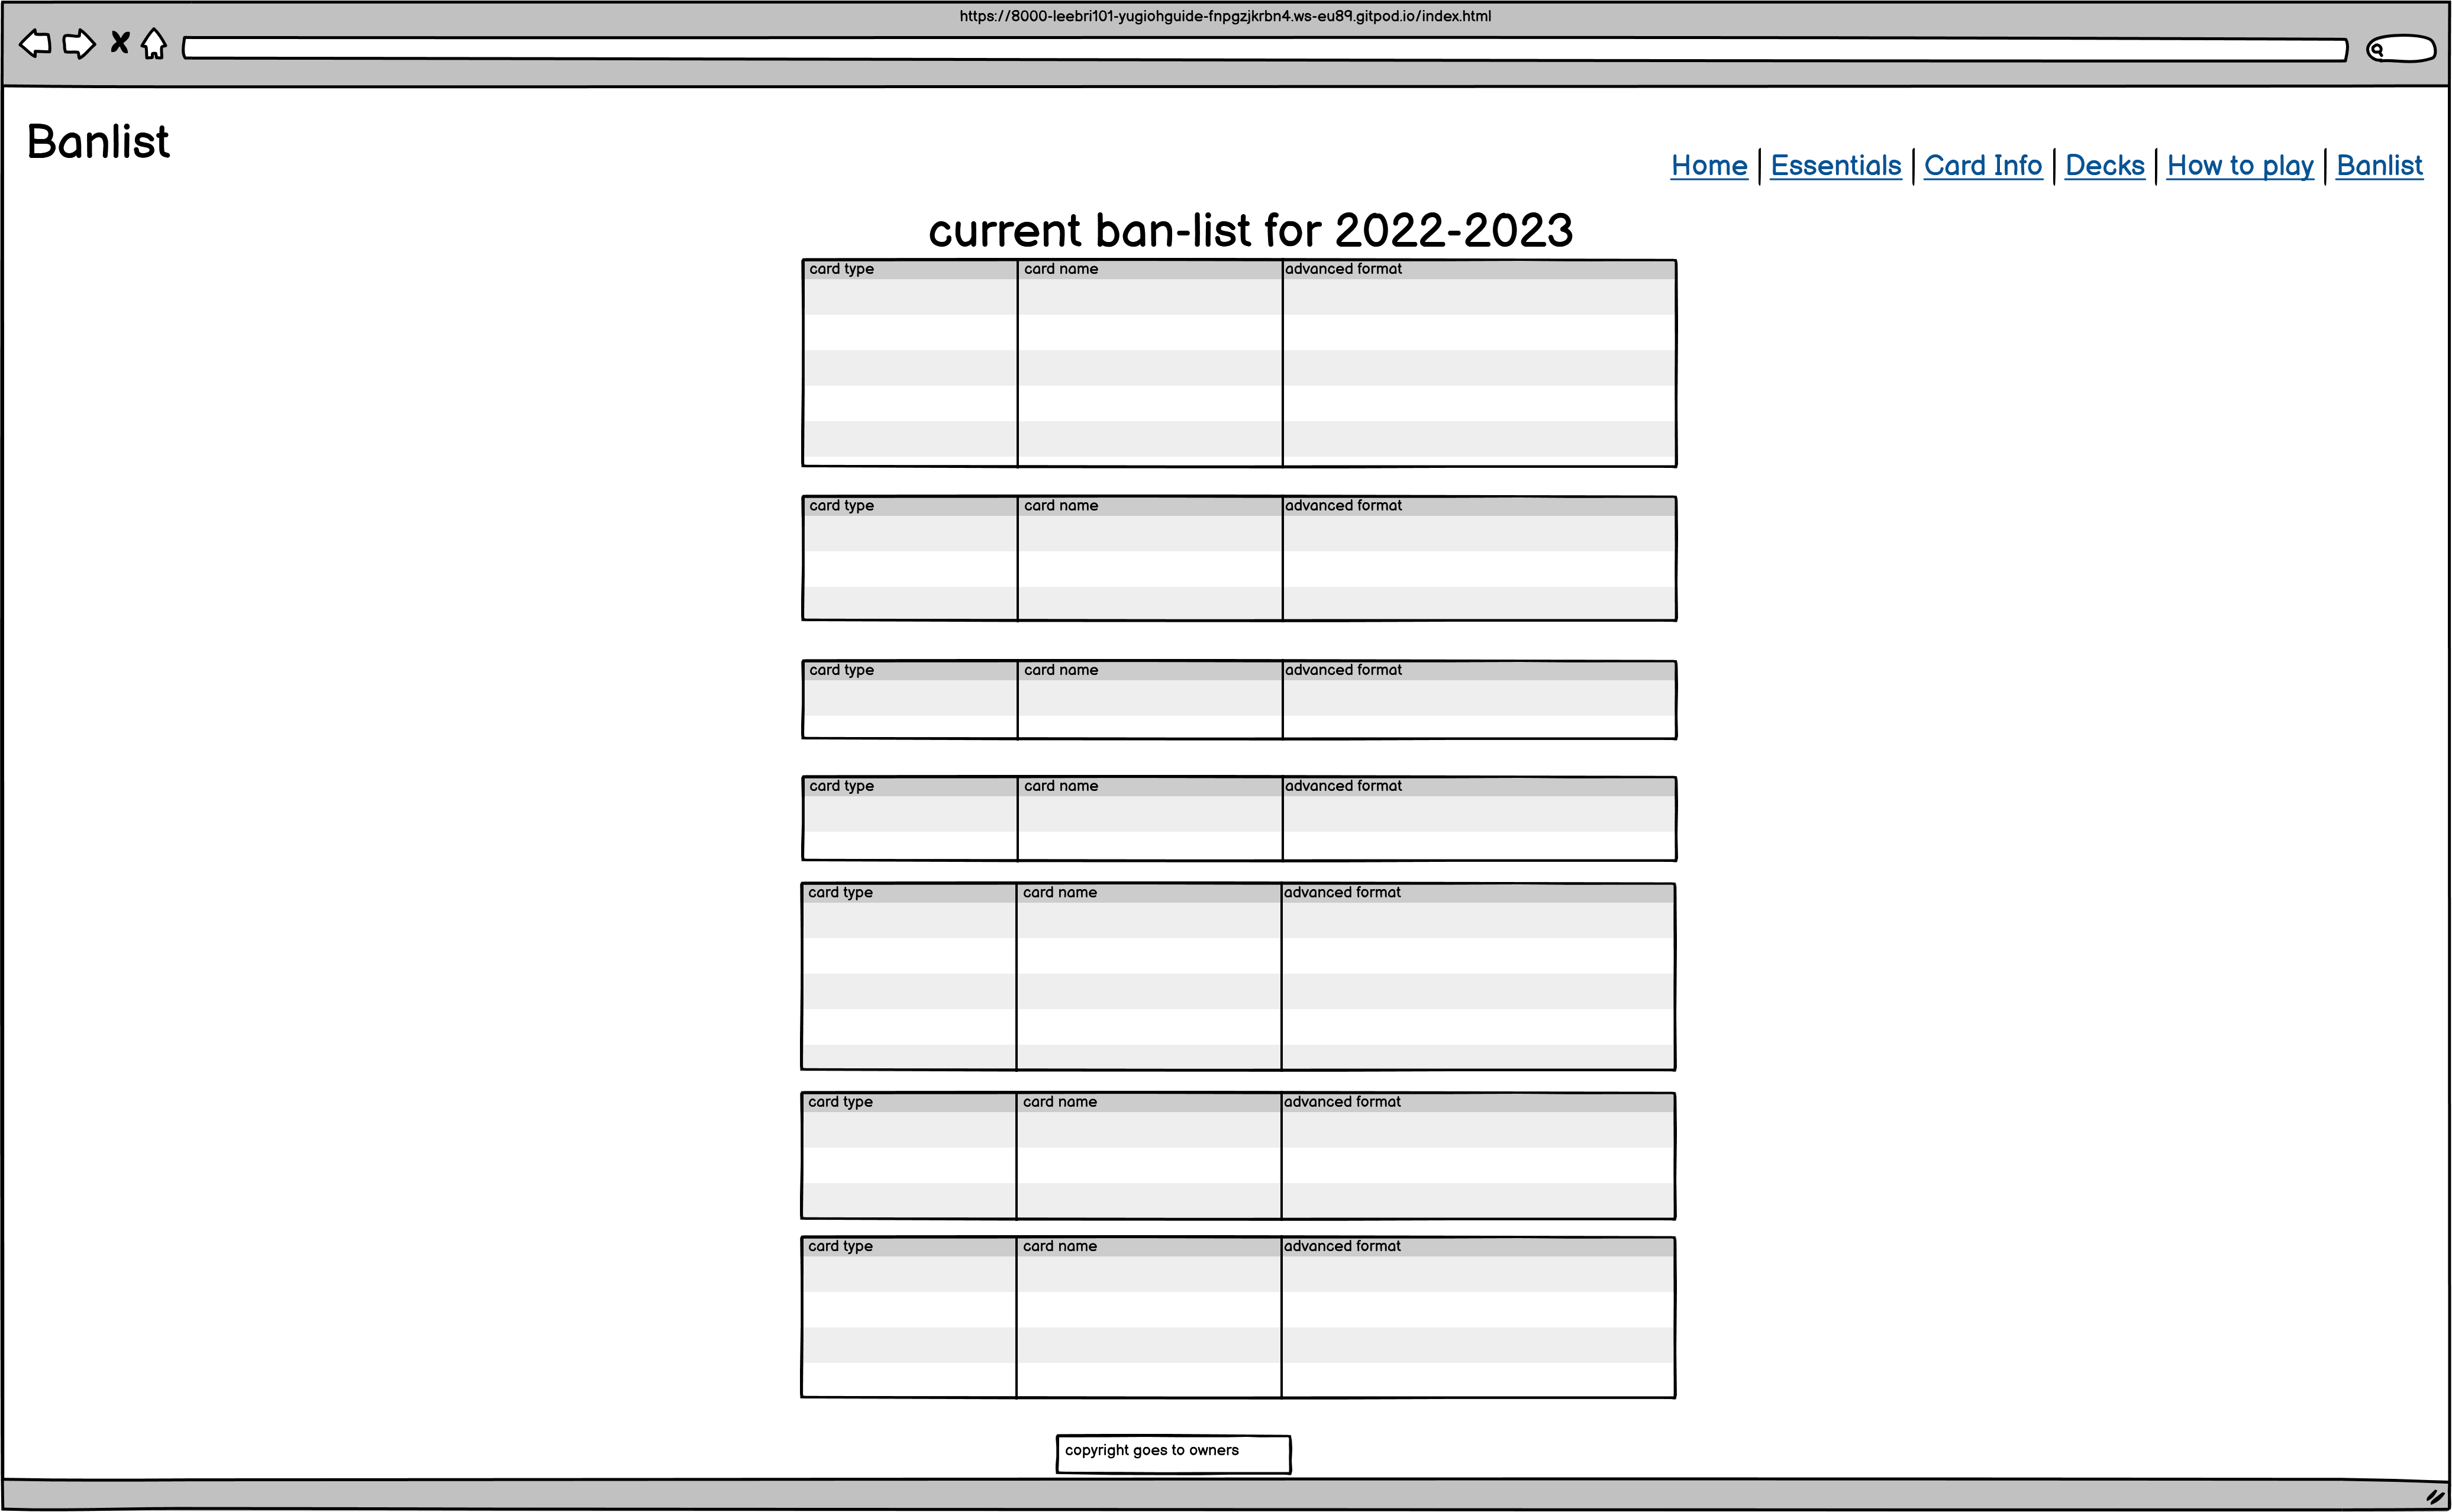 https://8000-leebri101-yugiohguide-fnpgzjkrbn4.ws-eu89.gitpod.io/index.html
Banlist
Home | Essentials | Card Info | Decks | How to play | Banlist
current ban-list for 2022-2023
card type card name advanced format
card type card name advanced format
card type card name advanced format
card type card name advanced format
card type card name advanced format
card type card name advanced format
card type card name advanced format
copyright goes to owners